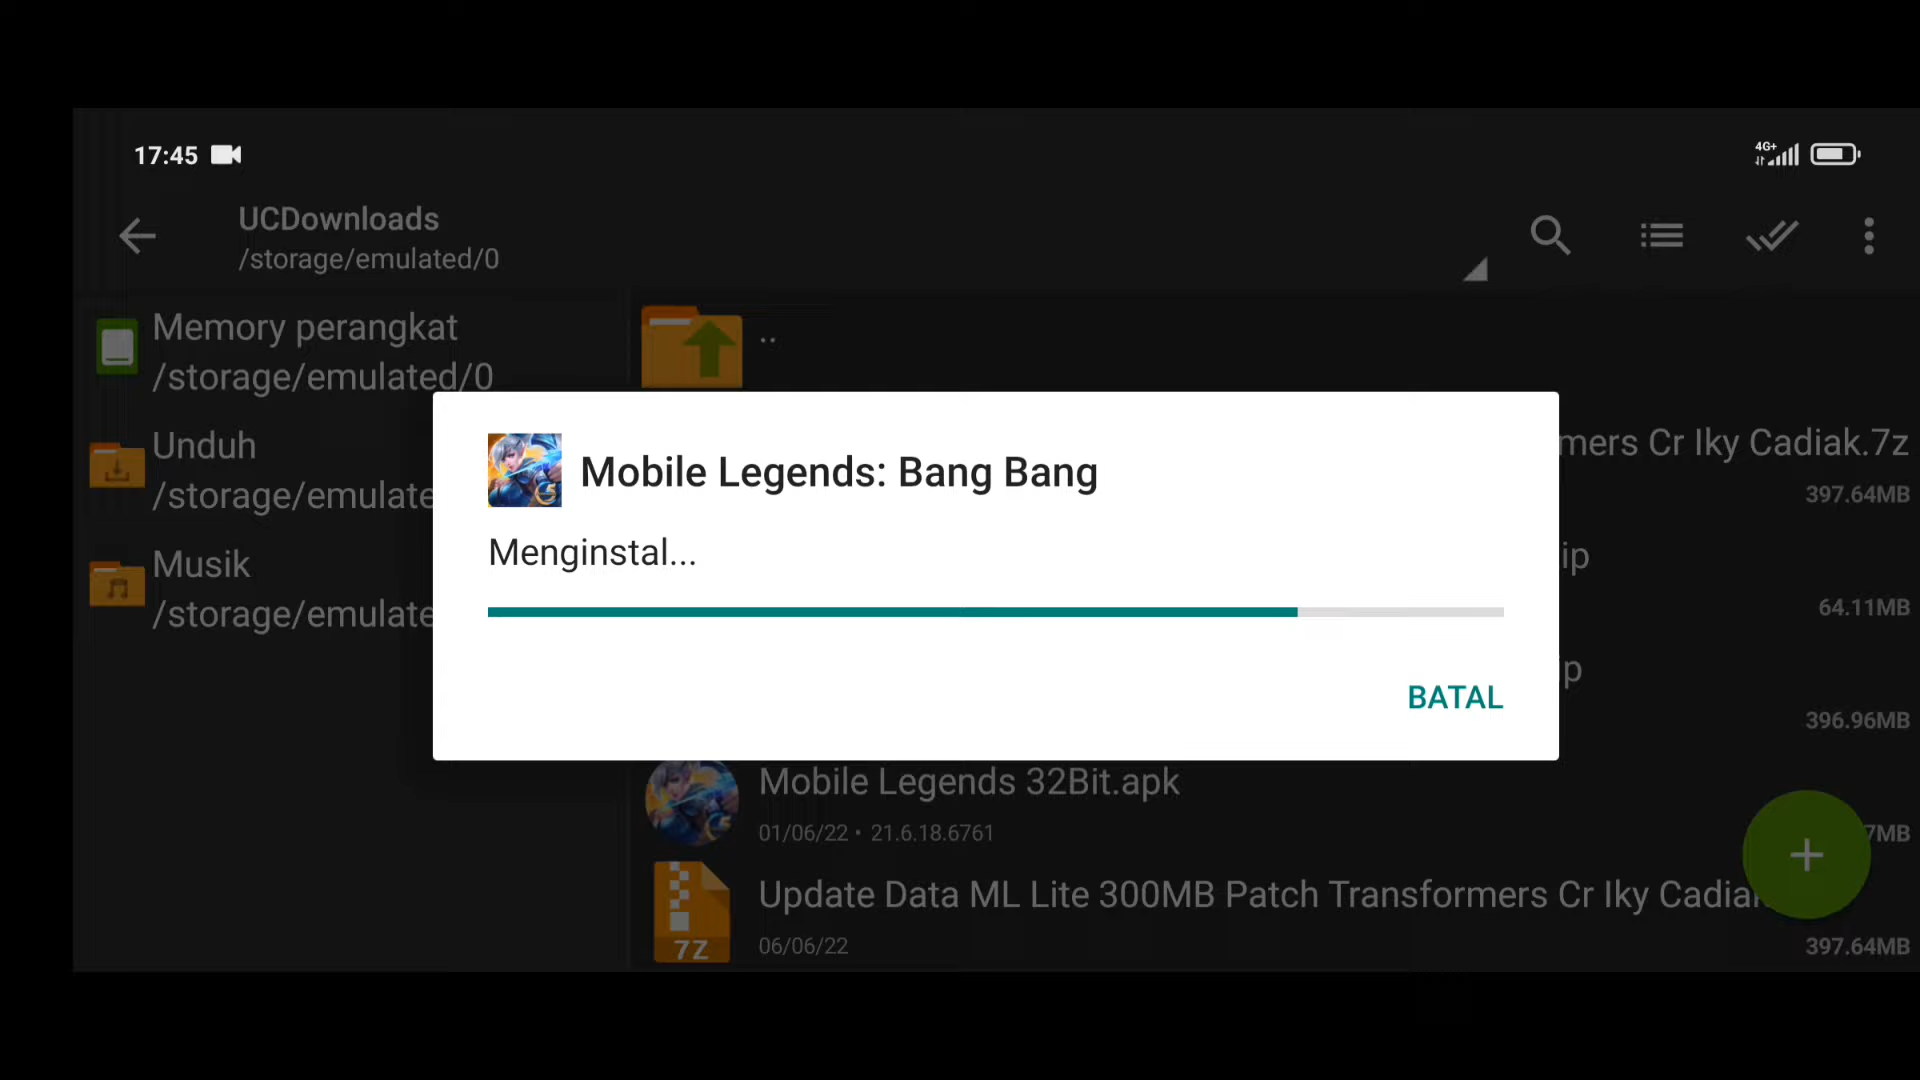 17:45
4G+
UCDownloads
/storage/emulated/0
Memory perangkat
/storage/emulated/0
Unduh
/storage/emulate
Musik
/storage/emulate
..
mers Cr Iky Cadiak.7z
397.64MB
ip
64.11MB
ip
396.96MB
Mobile Legends: Bang Bang
Menginstal...
BATAL
Mobile Legends 32Bit.apk
01/06/22 • 21.6.18.6761
7MB
Update Data ML Lite 300MB Patch Transformers Cr Iky Cadiak
7Z
06/06/22
397.64MB